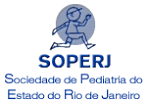 SOPERJ
Sociedade de Pediatria do
Estado do Rio de Janeiro